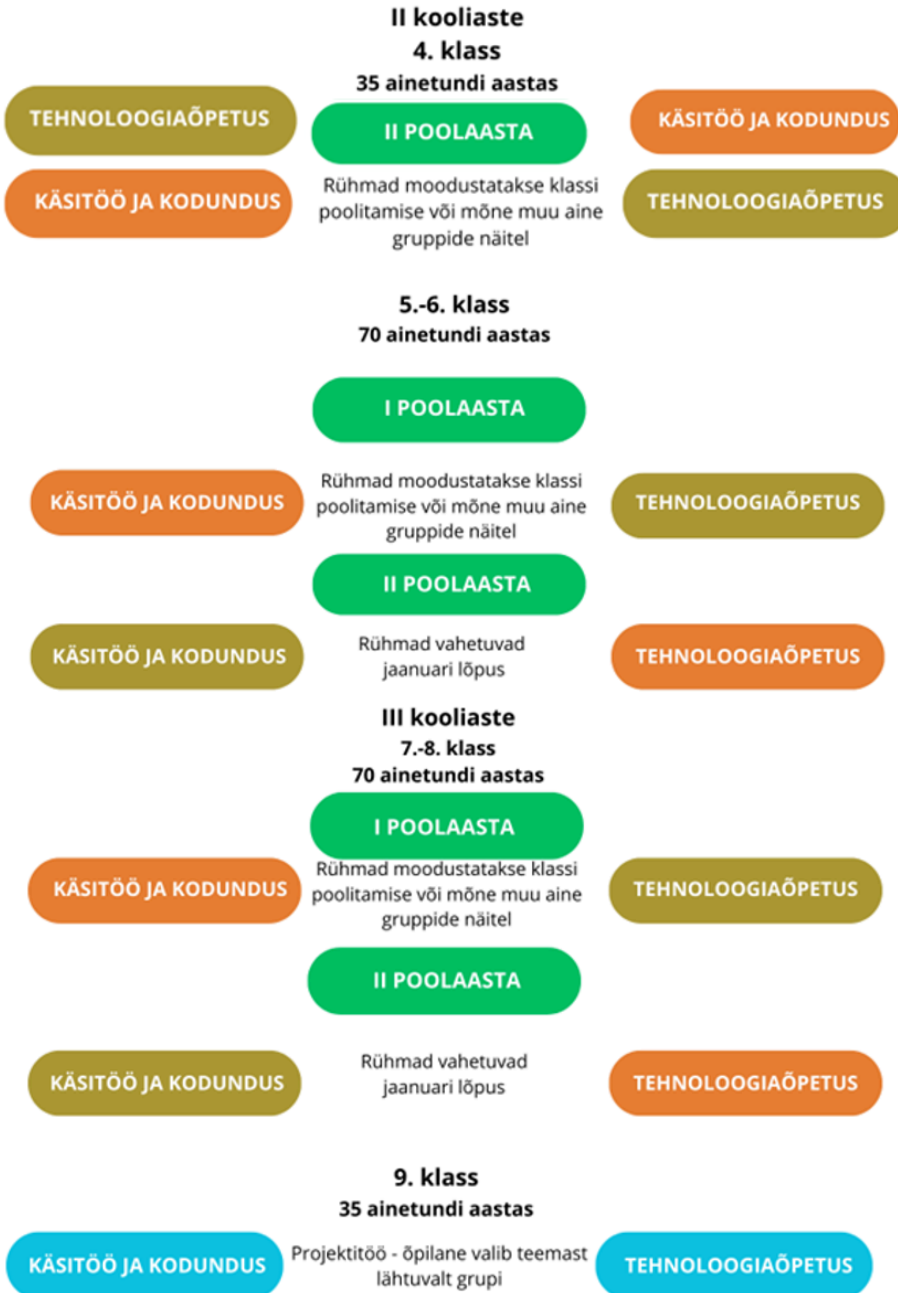 II kooliaste
4. klass
35 ainetundi aastas
TEHNOLOOGIAÕPETUS
II POOLAASTA
KÄSITÖÖ JA KODUNDUS
KÄSITÖÖ JA KODUNDUS
Rühmad moodustatakse klassi
poolitamise või mõne muu aine
gruppide näitel
TEHNOLOOGIAÕPETUS
5.-6. klass
70 ainetundi aastas
I POOLAASTA
KÄSITÖÖ JA KODUNDUS
Rühmad moodustatakse klassi
poolitamise või mõne muu aine
gruppide näitel
TEHNOLOOGIAÕPETUS
II POOLAASTA
KÄSITÖÖ JA KODUNDUS
Rühmad vahetuvad
jaanuari lõpus
TEHNOLOOGIAÕPETUS
III kooliaste
7.-8. klass
70 ainetundi aastas
I POOLAASTA
KÄSITÖÖ JA KODUNDUS
Rühmad moodustatakse klassi
poolitamise või mõne muu aine
gruppide näitel
TEHNOLOOGIAÕPETUS
II POOLAASTA
KÄSITÖÖ JA KODUNDUS
Rühmad vahetuvad
jaanuari lõpus
TEHNOLOOGIAÕPETUS
9. klass
35 ainetundi aastas
KÄSITÖÖ JA KODUNDUS
Projektitöö - õpilane valib teemast
lähtuvalt grupi
TEHNOLOOGIAÕPETUS